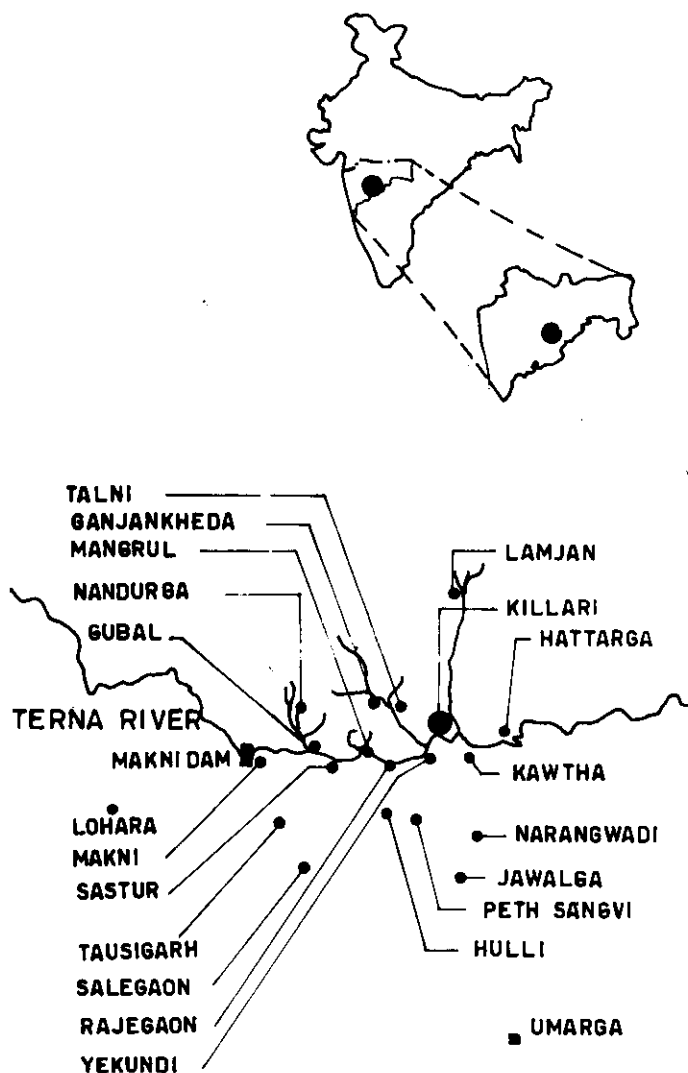 TALNI
GANJANKHEDA
MANGRUL
NANDURGA
GUBAL
LAMJAN
KILLARI
HATTARGA
TERNA RIVER
MAKNI DAM
KAWTHA
LOHARA
MAKNI
SASTUR
NARANGWADI
JAWALGA
PETH SANGVI
TAUSIGARH
HULLI
SALEGAON
RAJEGAON
UMARGA
YEKUNDI